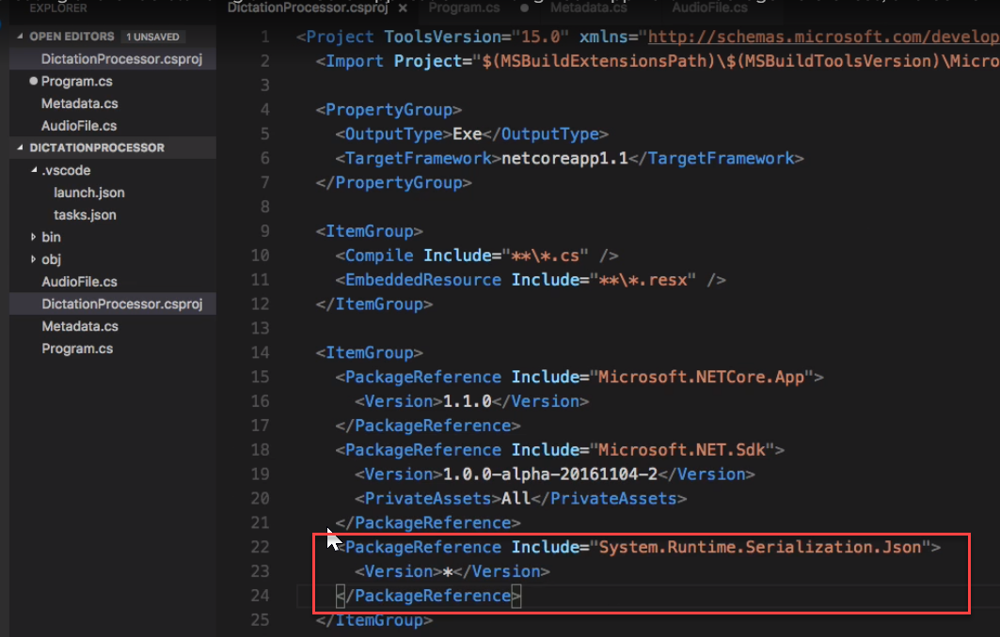 EXPLORER
OPEN EDITORS 1 UNSAVED
DictationProcessor.csproj
Program.cs
Metadata.cs
AudioFile.cs
DICTATIONPROCESSOR
.vscode
launch.json
tasks.json
bin
obj
AudioFile.cs
DictationProcessor.csproj
Metadata.cs
Program.cs
DictationProcessor.csproj Program.cs Metadata.cs AudioFile.cs
1 <Project ToolsVersion="15.0" xmlns="http://schemas.microsoft.com/develop
2 <Import Project="$(MSBuildExtensionsPath)\$(MSBuildToolsVersion)\Micro
3
4 <PropertyGroup>
5 <OutputType>Exe</OutputType>
6 <TargetFramework>netcoreapp1.1</TargetFramework>
7 </PropertyGroup>
8
9 <ItemGroup>
10 <Compile Include="**\*.cs" />
11 <EmbeddedResource Include="**\*.resx" />
12 </ItemGroup>
13
14 <ItemGroup>
15 <PackageReference Include="Microsoft.NETCore.App">
16 <Version>1.1.0</Version>
17 </PackageReference>
18 <PackageReference Include="Microsoft.NET.Sdk">
19 <Version>1.0.0-alpha-20161104-2</Version>
20 <PrivateAssets>All</PrivateAssets>
21 </PackageReference>
22 <PackageReference Include="System.Runtime.Serialization.Json">
23 <Version>*</Version>
24 </PackageReference>
25 </ItemGroup>